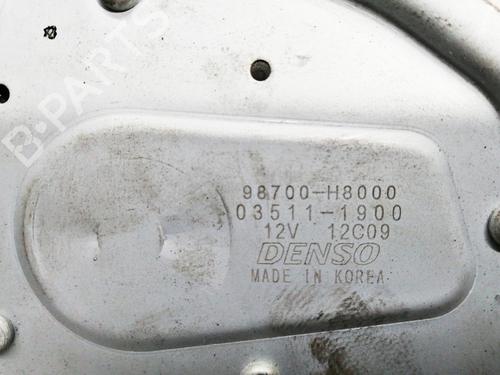 B-PARTS
98700-H8000
03511-1900
12V 12C09
DENSO
MADE IN KOREA